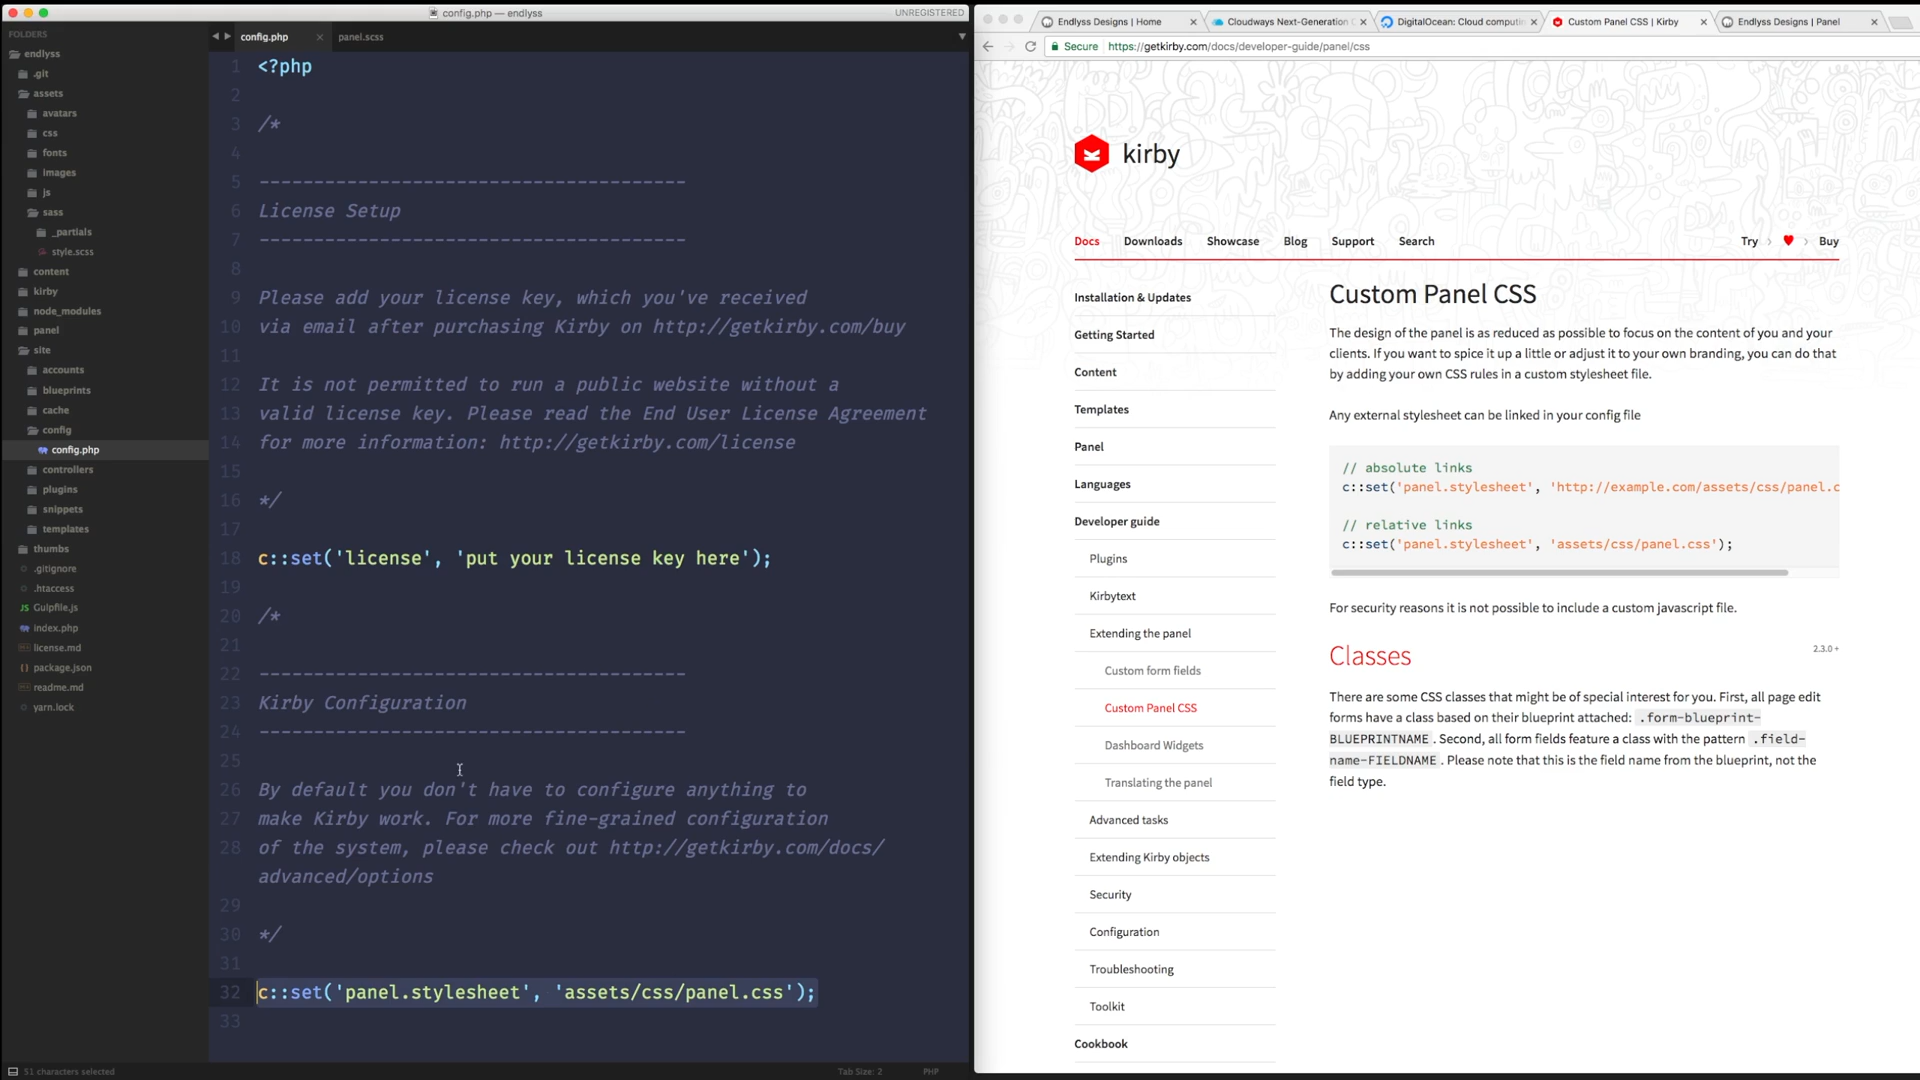 config.php — endlyss
UNREGISTERED
FOLDERS
endlyss
.git
assets
avatars
css
fonts
images
js
sass
_partials
style.scss
content
kirby
node_modules
panel
site
accounts
blueprints
cache
config
config.php
controllers
plugins
snippets
templates
thumbs
.gitignore
.htaccess
JS Gulpfile.js
index.php
license.md
package.json
readme.md
yarn.lock
config.php
panel.scss
1 <?php
2
3 /*
4
5 ---------------------------------------
6 License Setup
7 ---------------------------------------
8
9 Please add your license key, which you've received
10 via email after purchasing Kirby on http://getkirby.com/buy
11
12 It is not permitted to run a public website without a
13 valid license key. Please read the End User License Agreement
14 for more information: http://getkirby.com/license
15
16 */
17
18 c::set('license', 'put your license key here');
19
20 /*
21
22 ---------------------------------------
23 Kirby Configuration
24 ---------------------------------------
25
26 By default you don't have to configure anything to
27 make Kirby work. For more fine-grained configuration
28 of the system, please check out http://getkirby.com/docs/
advanced/options
29
30 */
31
32 c::set('panel.stylesheet', 'assets/css/panel.css');
33
51 characters selected
Tab Size: 2
PHP
Endlyss Designs | Home
Cloudways Next-Generation C
DigitalOcean: Cloud computin
Custom Panel CSS | Kirby
Endlyss Designs | Panel
Secure https://getkirby.com/docs/developer-guide/panel/css
kirby
Docs Downloads Showcase Blog Support Search Try › ♥ › Buy
Installation & Updates
Getting Started
Content
Templates
Panel
Languages
Developer guide
Plugins
Kirbytext
Extending the panel
Custom form fields
Custom Panel CSS
Dashboard Widgets
Translating the panel
Advanced tasks
Extending Kirby objects
Security
Configuration
Troubleshooting
Toolkit
Cookbook
Custom Panel CSS
The design of the panel is as reduced as possible to focus on the content of you and your
clients. If you want to spice it up a little or adjust it to your own branding, you can do that
by adding your own CSS rules in a custom stylesheet file.
Any external stylesheet can be linked in your config file
// absolute links
c::set('panel.stylesheet', 'http://example.com/assets/css/panel.c
// relative links
c::set('panel.stylesheet', 'assets/css/panel.css');
For security reasons it is not possible to include a custom javascript file.
Classes
2.3.0 +
There are some CSS classes that might be of special interest for you. First, all page edit
forms have a class based on their blueprint attached: .form-blueprint-
BLUEPRINTNAME . Second, all form fields feature a class with the pattern .field-
name-FIELDNAME . Please note that this is the field name from the blueprint, not the
field type.